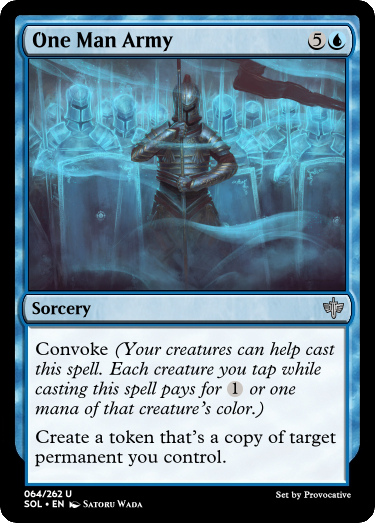 One Man Army 5
Sorcery
Convoke (Your creatures can help cast
this spell. Each creature you tap while
casting this spell pays for 1 or one
mana of that creature's color.)
Create a token that's a copy of target
permanent you control.
064/262 U
SOL • EN Satoru Wada
Set by Provocative